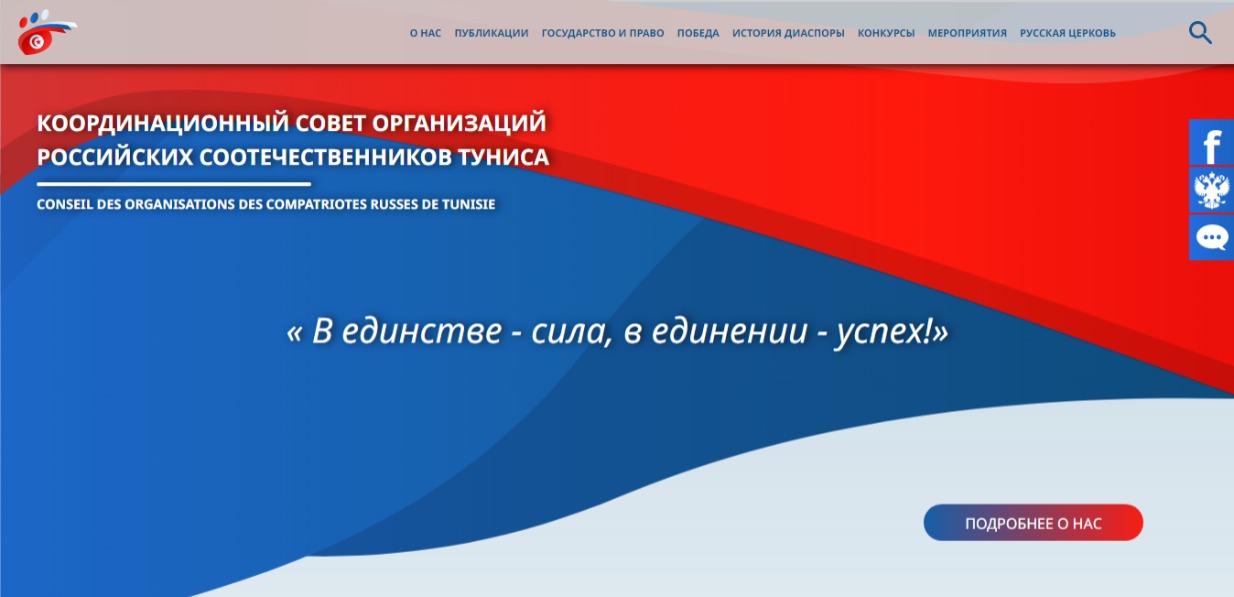 О НАС ПУБЛИКАЦИИ ГОСУДАРСТВО И ПРАВО ПОБЕДА ИСТОРИЯ ДИАСПОРЫ КОНКУРСЫ МЕРОПРИЯТИЯ РУССКАЯ ЦЕРКОВЬ
КООРДИНАЦИОННЫЙ СОВЕТ ОРГАНИЗАЦИЙ
РОССИЙСКИХ СООТЕЧЕСТВЕННИКОВ ТУНИСА
CONSEIL DES ORGANISATIONS DES COMPATRIOTES RUSSES DE TUNISIE
f
« В единстве - сила, в единении - успех!»
ПОДРОБНЕЕ О НАС